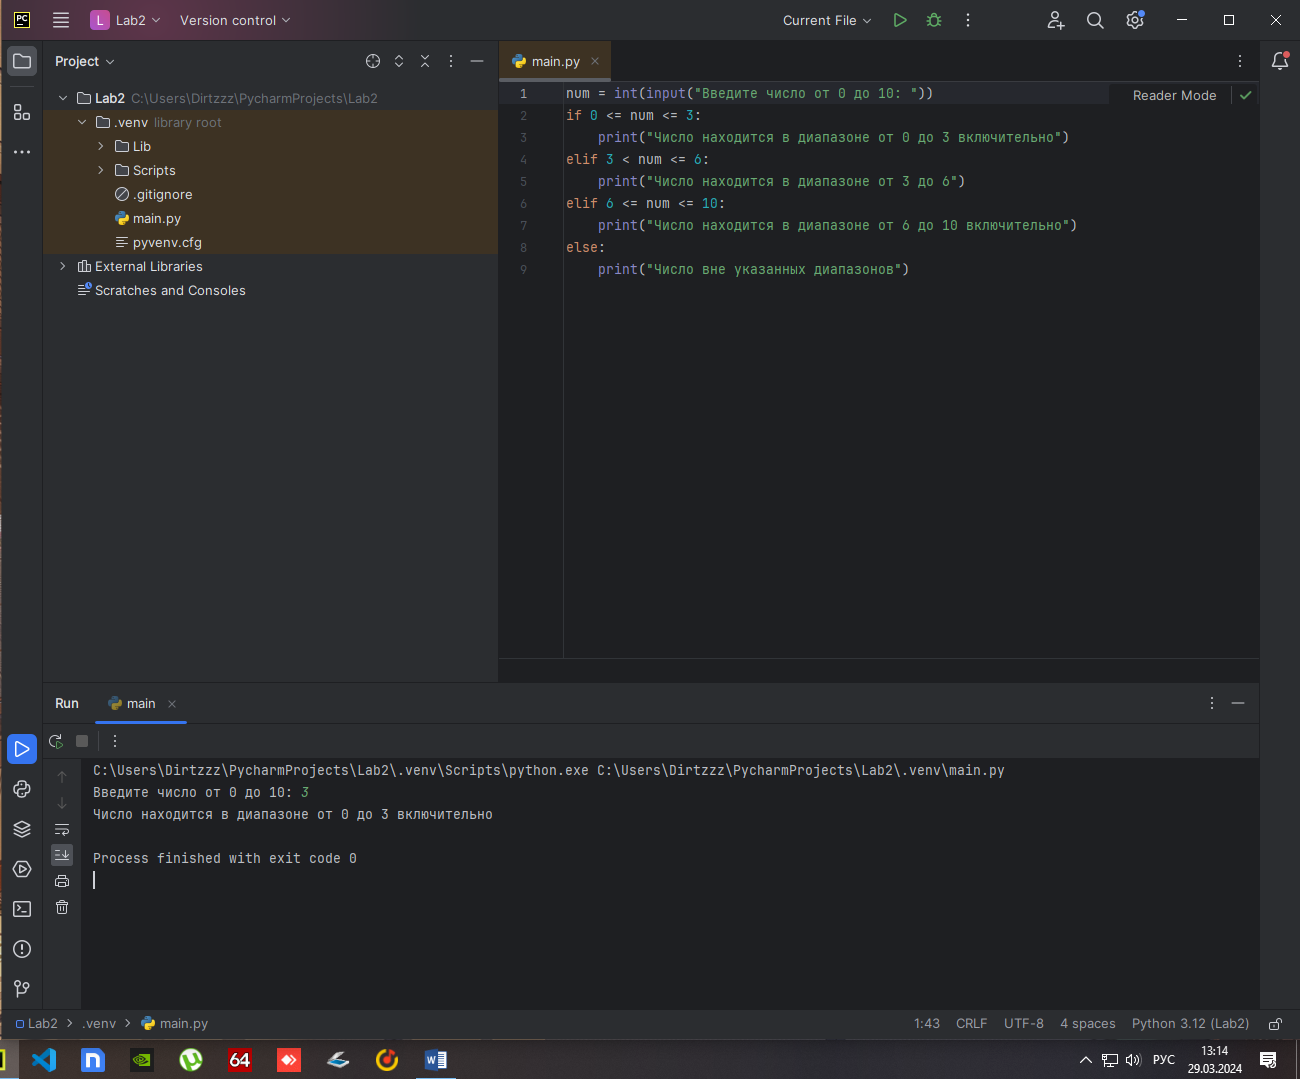 PC L Lab2 Version control Current File
Project
main.py
Lab2 C:\Users\Dirtzzz\PycharmProjects\Lab2
.venv library root
Lib
Scripts
.gitignore
main.py
pyvenv.cfg
External Libraries
Scratches and Consoles
Reader Mode
1 num = int(input("Введите число от 0 до 10: "))
2 if 0 <= num <= 3:
3 print("Число находится в диапазоне от 0 до 3 включительно")
4 elif 3 < num <= 6:
5 print("Число находится в диапазоне от 3 до 6")
6 elif 6 <= num <= 10:
7 print("Число находится в диапазоне от 6 до 10 включительно")
8 else:
9 print("Число вне указанных диапазонов")
Run main
C:\Users\Dirtzzz\PycharmProjects\Lab2\.venv\Scripts\python.exe C:\Users\Dirtzzz\PycharmProjects\Lab2\.venv\main.py
Введите число от 0 до 10: 3
Число находится в диапазоне от 0 до 3 включительно
Process finished with exit code 0
Lab2 > .venv > main.py 1:43 CRLF UTF-8 4 spaces Python 3.12 (Lab2)
n 64 W РУС 13:14
29.03.2024